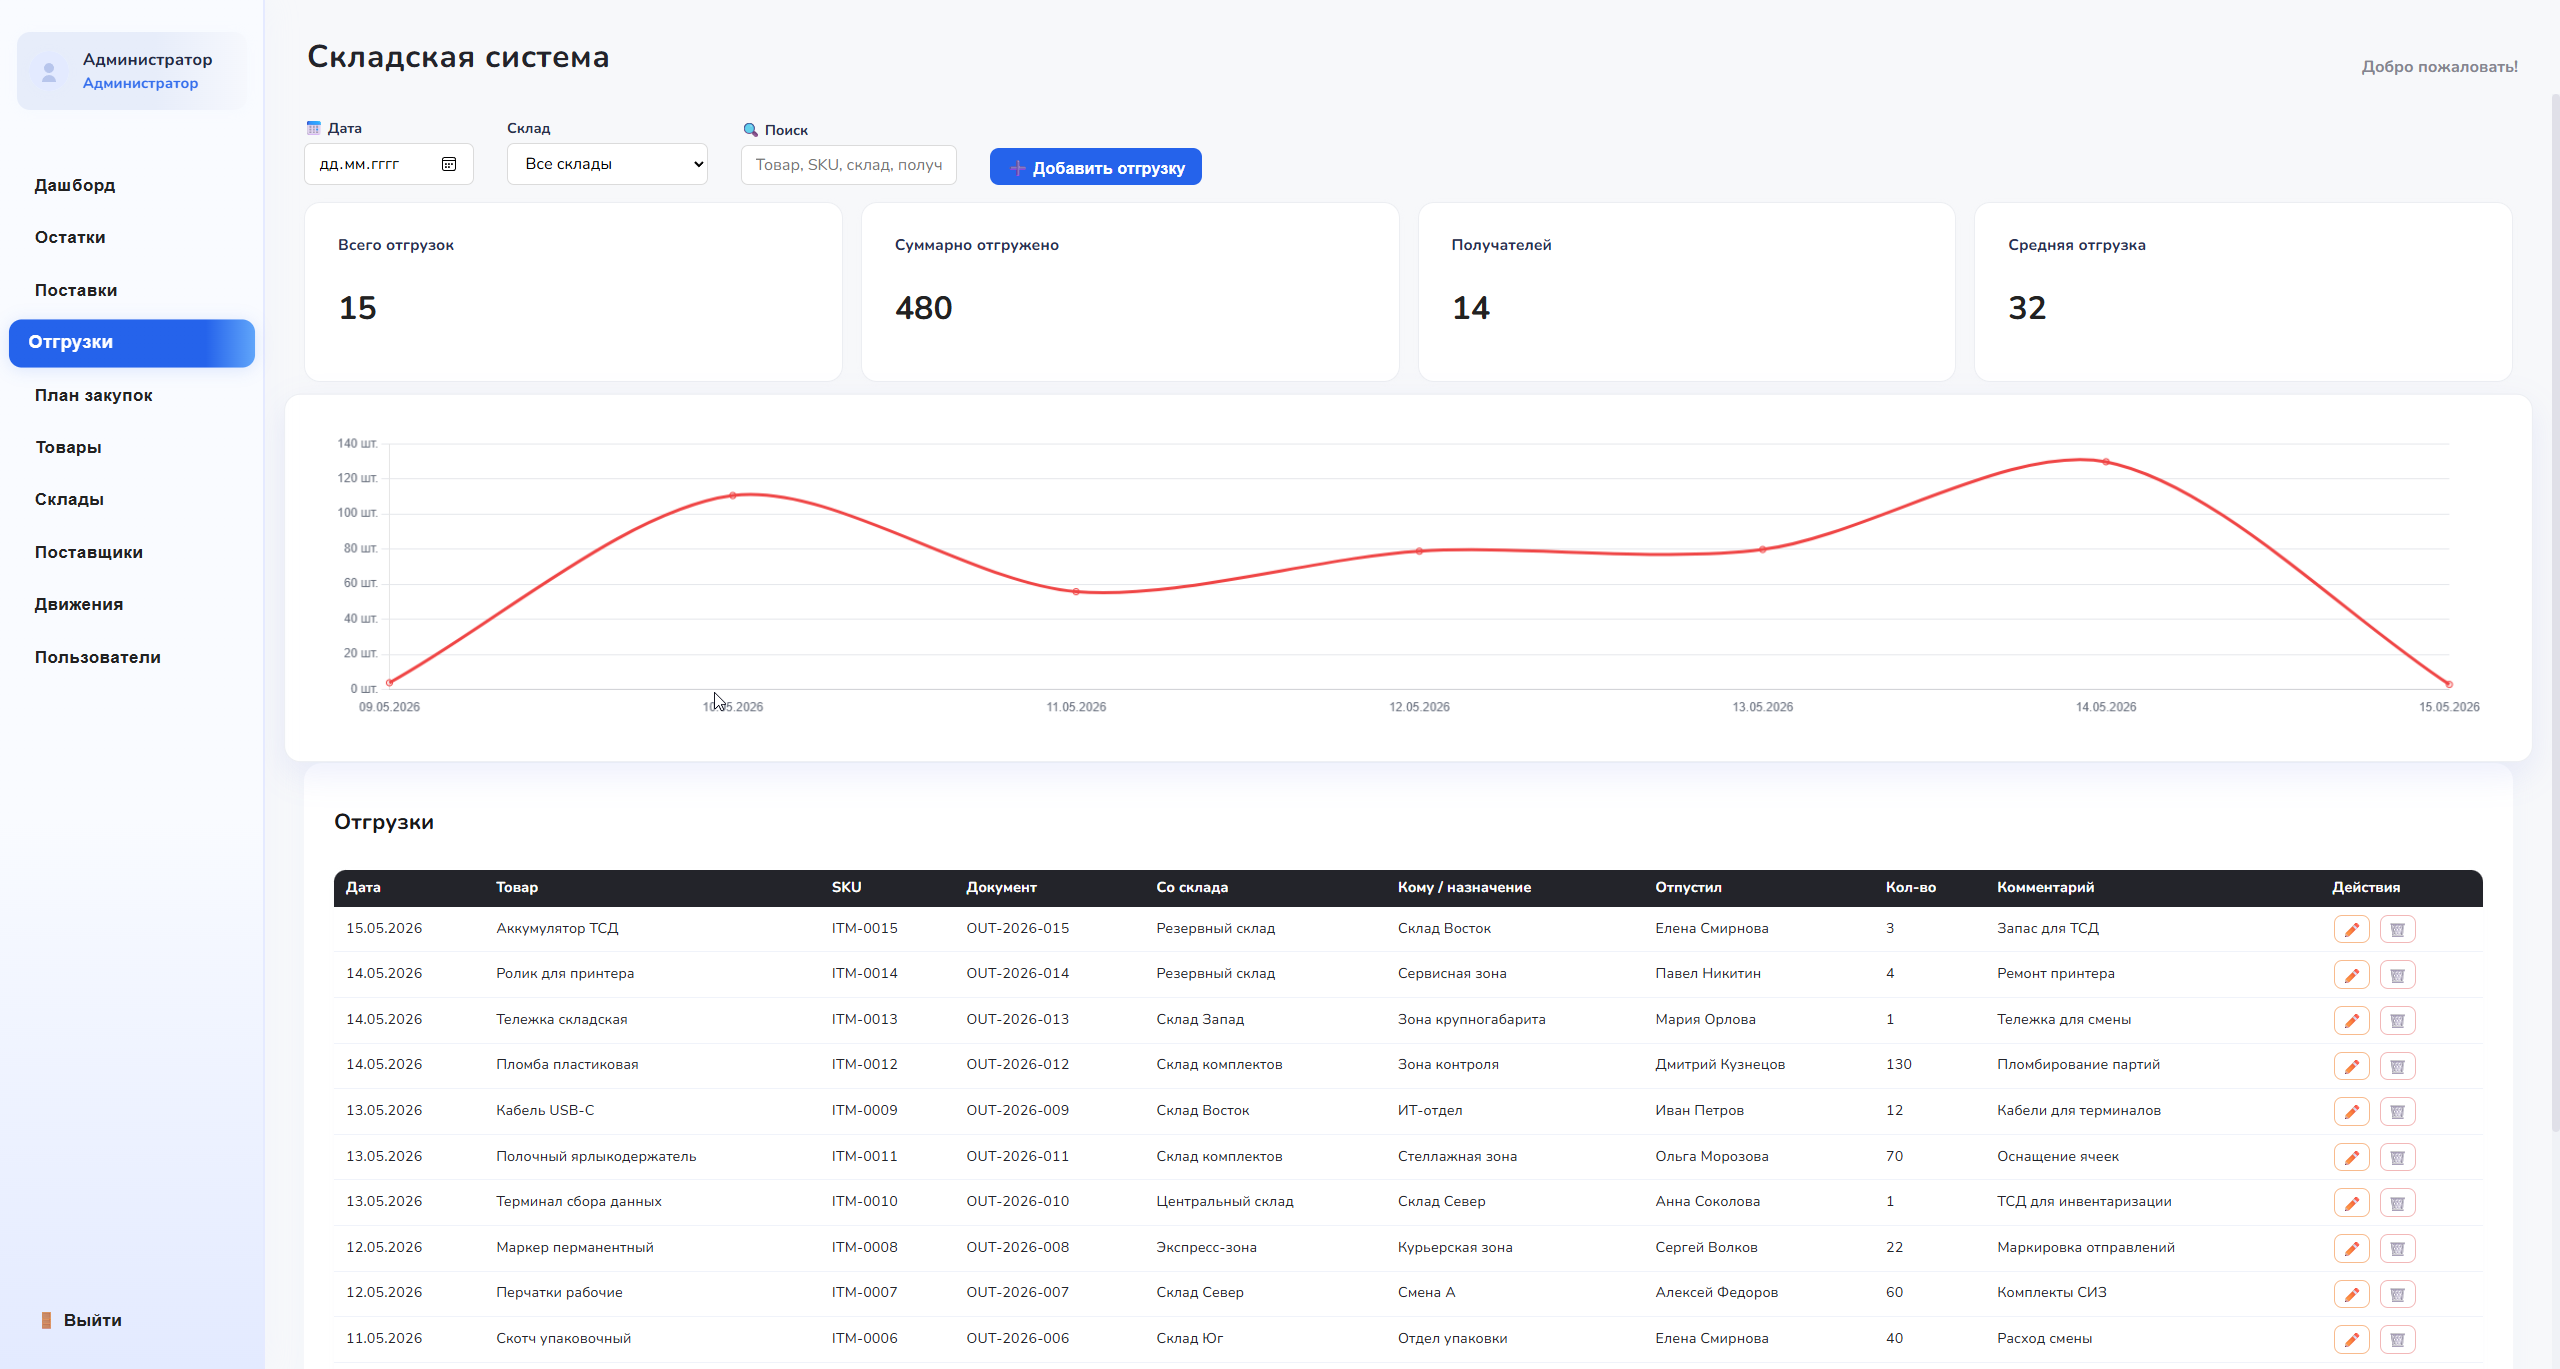 Администратор
Администратор
Дашборд
Остатки
Поставки
Отгрузки
План закупок
Товары
Склады
Поставщики
Движения
Пользователи
Выйти
Складская система
Добро пожаловать!
Дата
дд.мм.гггг
Склад
Все склады
Поиск
Товар, SKU, склад, получ
Добавить отгрузку
Всего отгрузок
15
Суммарно отгружено
480
Получателей
14
Средняя отгрузка
32
140 шт.
120 шт.
100 шт.
80 шт.
60 шт.
40 шт.
20 шт.
0 шт.
09.05.2026 10.05.2026 11.05.2026 12.05.2026 13.05.2026 14.05.2026 15.05.2026
Отгрузки
Дата Товар SKU Документ Со склада Кому / назначение Отпустил Кол-во Комментарий Действия
15.05.2026 Аккумулятор ТСД ITM-0015 OUT-2026-015 Резервный склад Склад Восток Елена Смирнова 3 Запас для ТСД
14.05.2026 Ролик для принтера ITM-0014 OUT-2026-014 Резервный склад Сервисная зона Павел Никитин 4 Ремонт принтера
14.05.2026 Тележка складская ITM-0013 OUT-2026-013 Склад Запад Зона крупногабарита Мария Орлова 1 Тележка для смены
14.05.2026 Пломба пластиковая ITM-0012 OUT-2026-012 Склад комплектов Зона контроля Дмитрий Кузнецов 130 Пломбирование партий
13.05.2026 Кабель USB-C ITM-0009 OUT-2026-009 Склад Восток ИТ-отдел Иван Петров 12 Кабели для терминалов
13.05.2026 Полочный ярлыкодержатель ITM-0011 OUT-2026-011 Склад комплектов Стеллажная зона Ольга Морозова 70 Оснащение ячеек
13.05.2026 Терминал сбора данных ITM-0010 OUT-2026-010 Центральный склад Склад Север Анна Соколова 1 ТСД для инвентаризации
12.05.2026 Маркер перманентный ITM-0008 OUT-2026-008 Экспресс-зона Курьерская зона Сергей Волков 22 Маркировка отправлений
12.05.2026 Перчатки рабочие ITM-0007 OUT-2026-007 Склад Север Смена А Алексей Федоров 60 Комплекты СИЗ
11.05.2026 Скотч упаковочный ITM-0006 OUT-2026-006 Склад Юг Отдел упаковки Елена Смирнова 40 Расход смены